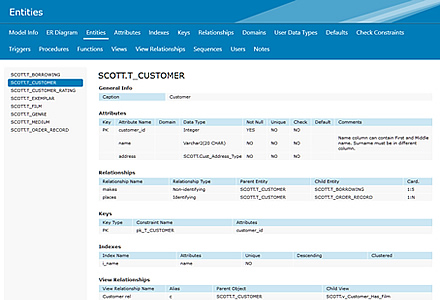 Entities
Model Info ER Diagram Entities Attributes Indexes Keys Relationships Domains User Data Types Defaults Check Constraints
Triggers Procedures Functions Views View Relationships Sequences Users Notes
SCOTT.T_BORROWING
SCOTT.T_CUSTOMER
SCOTT.T_CUSTOMER_RATING
SCOTT.T_EXEMPLAR
SCOTT.T_FILM
SCOTT.T_GENRE
SCOTT.T_MEDIUM
SCOTT.T_ORDER_RECORD
SCOTT.T_CUSTOMER
General Info
Caption Customer
Attributes
Key Attribute Name Domain Data Type Not Null Unique Check Default Comments
PK customer_id Integer YES NO NO
name Varchar2(20 CHAR) NO NO NO Name column can contain First and Middle name. Surname must be in different column.
address SCOTT.Cust_Address_Type NO NO NO
Relationships
Relationship Name Relationship Type Parent Entity Child Entity Card.
makes Non-identifying SCOTT.T_CUSTOMER SCOTT.T_BORROWING 1:S
places Identifying SCOTT.T_CUSTOMER SCOTT.T_ORDER_RECORD 1:N
Keys
Key Type Constraint Name Attributes
PK pk_T_CUSTOMER customer_id
Indexes
Index Name Attributes Unique Descending Clustered
i_name name NO
View Relationships
View Relationship Name Alias Parent Object Child View
Customer rel c SCOTT.T_CUSTOMER SCOTT.v_Customer_Has_Film